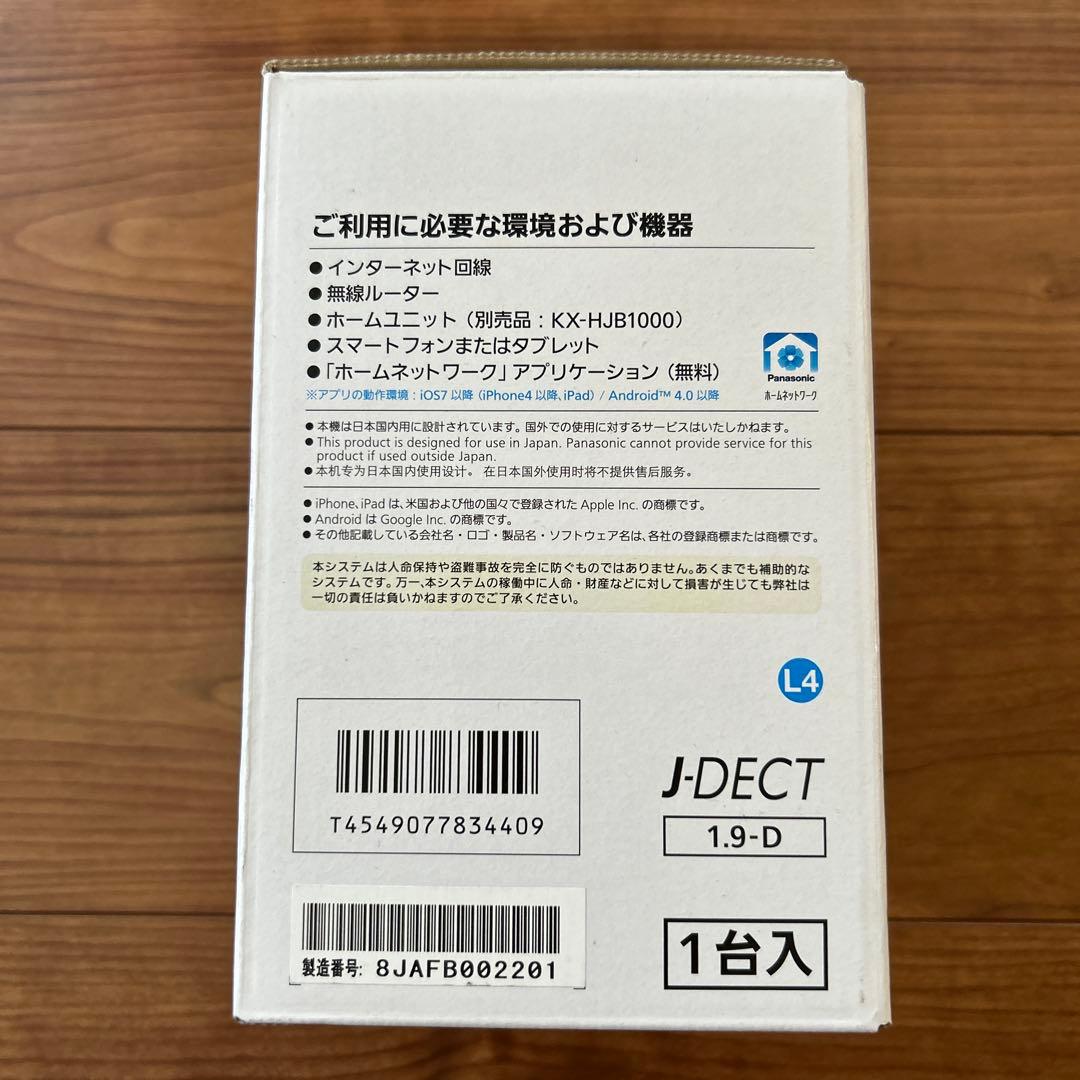 ご利用に必要な環境および機器
●インターネット回線
●無線ルーター
●ホームユニット（別売品：KX-HJB1000）
●スマートフォンまたはタブレット
●「ホームネットワーク」アプリケーション（無料）
※アプリの動作環境：iOS7以降（iPhone4以降、iPad）/ Android™ 4.0以降
Panasonic
ホームネットワーク
●本機は日本国内用に設計されています。国外での使用に対するサービスはいたしかねます。
●This product is designed for use in Japan. Panasonic cannot provide service for this
product if used outside Japan.
●本机专为日本国内使用设计。 在日本国外使用时将不提供售后服务。
●iPhone、iPad は、米国および他の国々で登録された Apple Inc. の商標です。
●Android は Google Inc. の商標です。
●その他記載している会社名・ロゴ・製品名・ソフトウェア名は、各社の登録商標または商標です。
本システムは人命保持や盗難事故を完全に防ぐものではありません。あくまでも補助的な
システムです。万一、本システムの稼働中に人命・財産などに対して損害が生じても弊社は
一切の責任は負いかねますのでご了承ください。
L4
T4549077834409
J-DECT
1.9-D
製造番号: 8JAFB002201
1台入